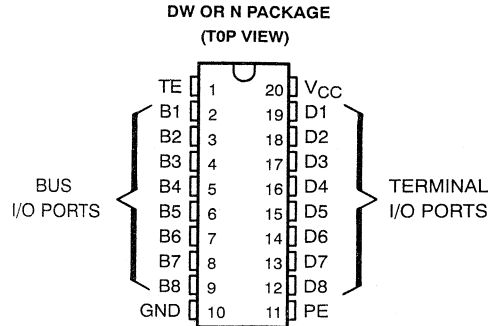 DW OR N PACKAGE
(TOP VIEW)
TE 1 20 VCC
B1 2 19 D1
B2 3 18 D2
B3 4 17 D3
B4 5 16 D4
B5 6 15 D5
B6 7 14 D6
B7 8 13 D7
B8 9 12 D8
GND 10 11 PE
BUS
I/O PORTS
TERMINAL
I/O PORTS